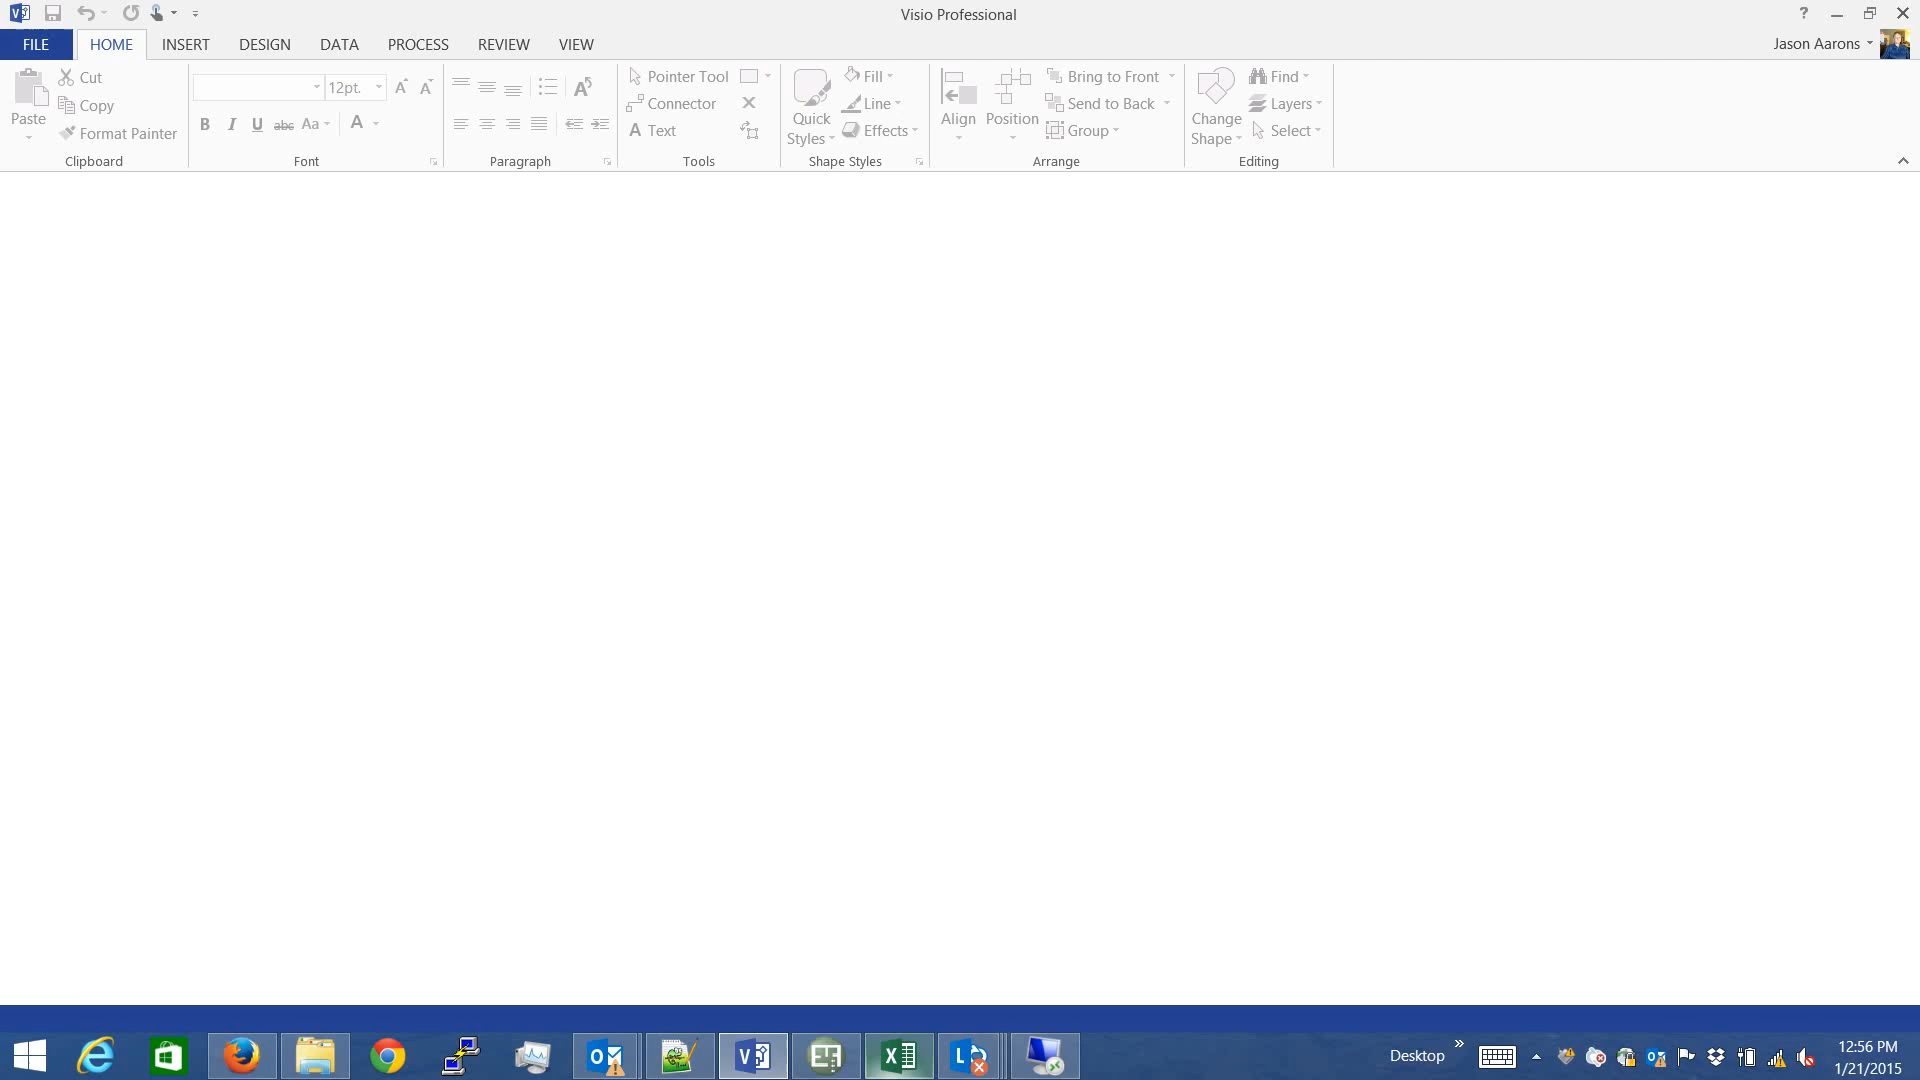 Visio Professional
FILE HOME INSERT DESIGN DATA PROCESS REVIEW VIEW
Jason Aarons
Paste
Cut
Copy
Format Painter
Clipboard
12pt.
B I U abc Aa A
Font
Paragraph
Pointer Tool
Connector
A Text
Tools
Quick
Styles
Fill
Line
Effects
Shape Styles
Align
Position
Bring to Front
Send to Back
Group
Arrange
Change
Shape
Find
Layers
Select
Editing
Desktop
12:56 PM
1/21/2015